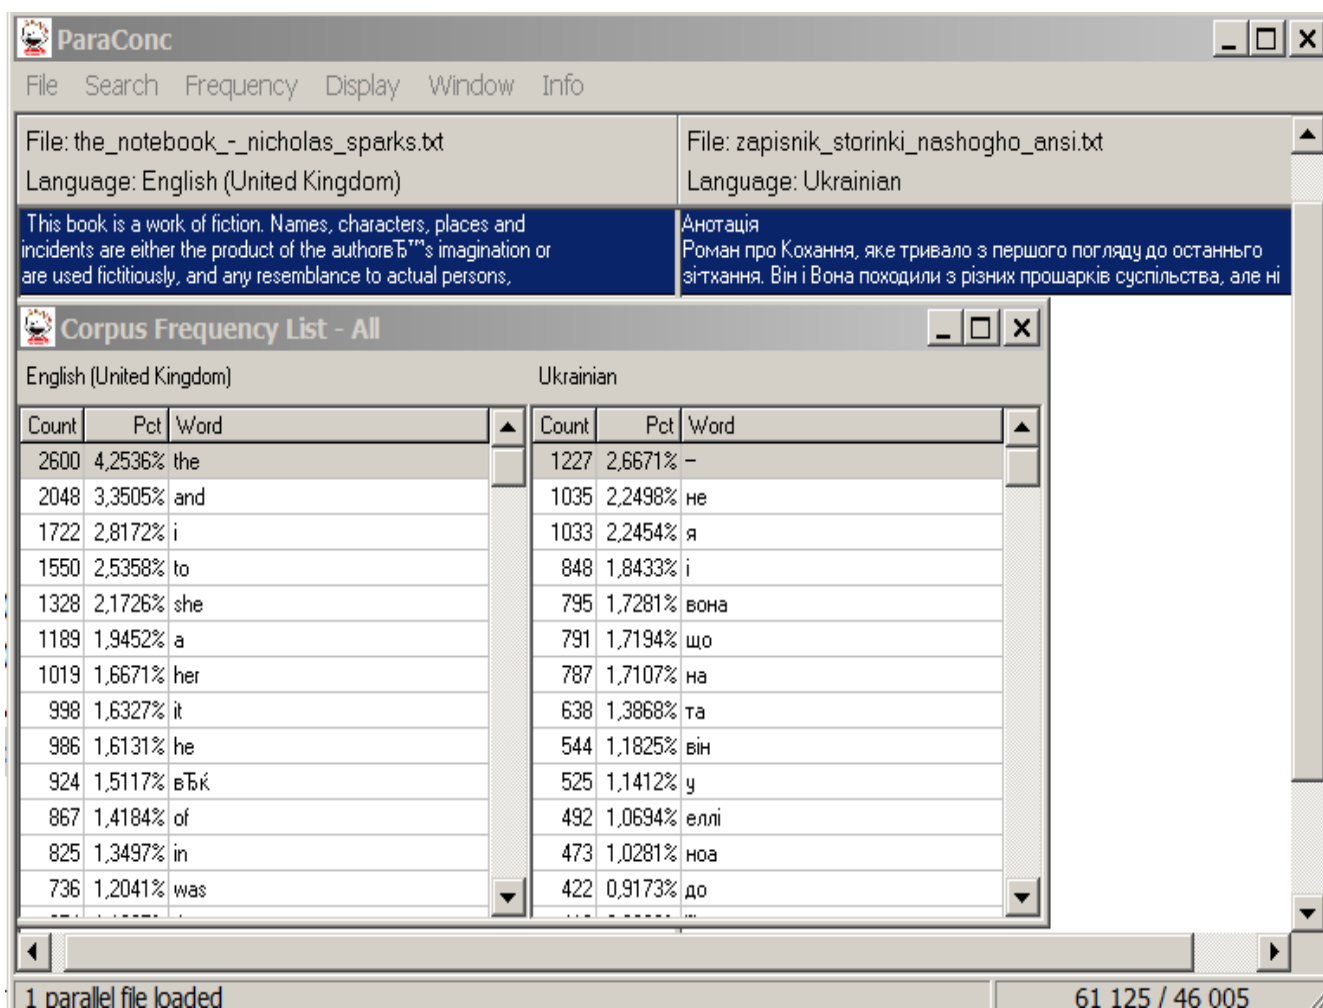 ParaConc
File Search Frequency Display Window Info
File: the_notebook_-_nicholas_sparks.txt
Language: English (United Kingdom)
File: zapisnik_storinki_nashogho_ansi.txt
Language: Ukrainian
This book is a work of fiction. Names, characters, places and
incidents are either the product of the authorвЂ™s imagination or
are used fictitiously, and any resemblance to actual persons,
Анотація
Роман про Кохання, яке тривало з першого погляду до останнього
зітхання. Він і Вона походили з різних прошарків суспільства, але ні
Corpus Frequency List - All
English (United Kingdom)
Count Pct Word
2600 4,2536% the
2048 3,3505% and
1722 2,8172% i
1550 2,5358% to
1328 2,1726% she
1189 1,9452% a
1019 1,6671% her
998 1,6327% it
986 1,6131% he
924 1,5117% вЂќ
867 1,4184% of
825 1,3497% in
736 1,2041% was
Ukrainian
Count Pct Word
1227 2,6671% –
1035 2,2498% не
1033 2,2454% я
848 1,8433% і
795 1,7281% вона
791 1,7194% що
787 1,7107% на
638 1,3868% та
544 1,1825% він
525 1,1412% у
492 1,0694% еллі
473 1,0281% ноа
422 0,9173% до
1 parallel file loaded
61 125 / 46 005